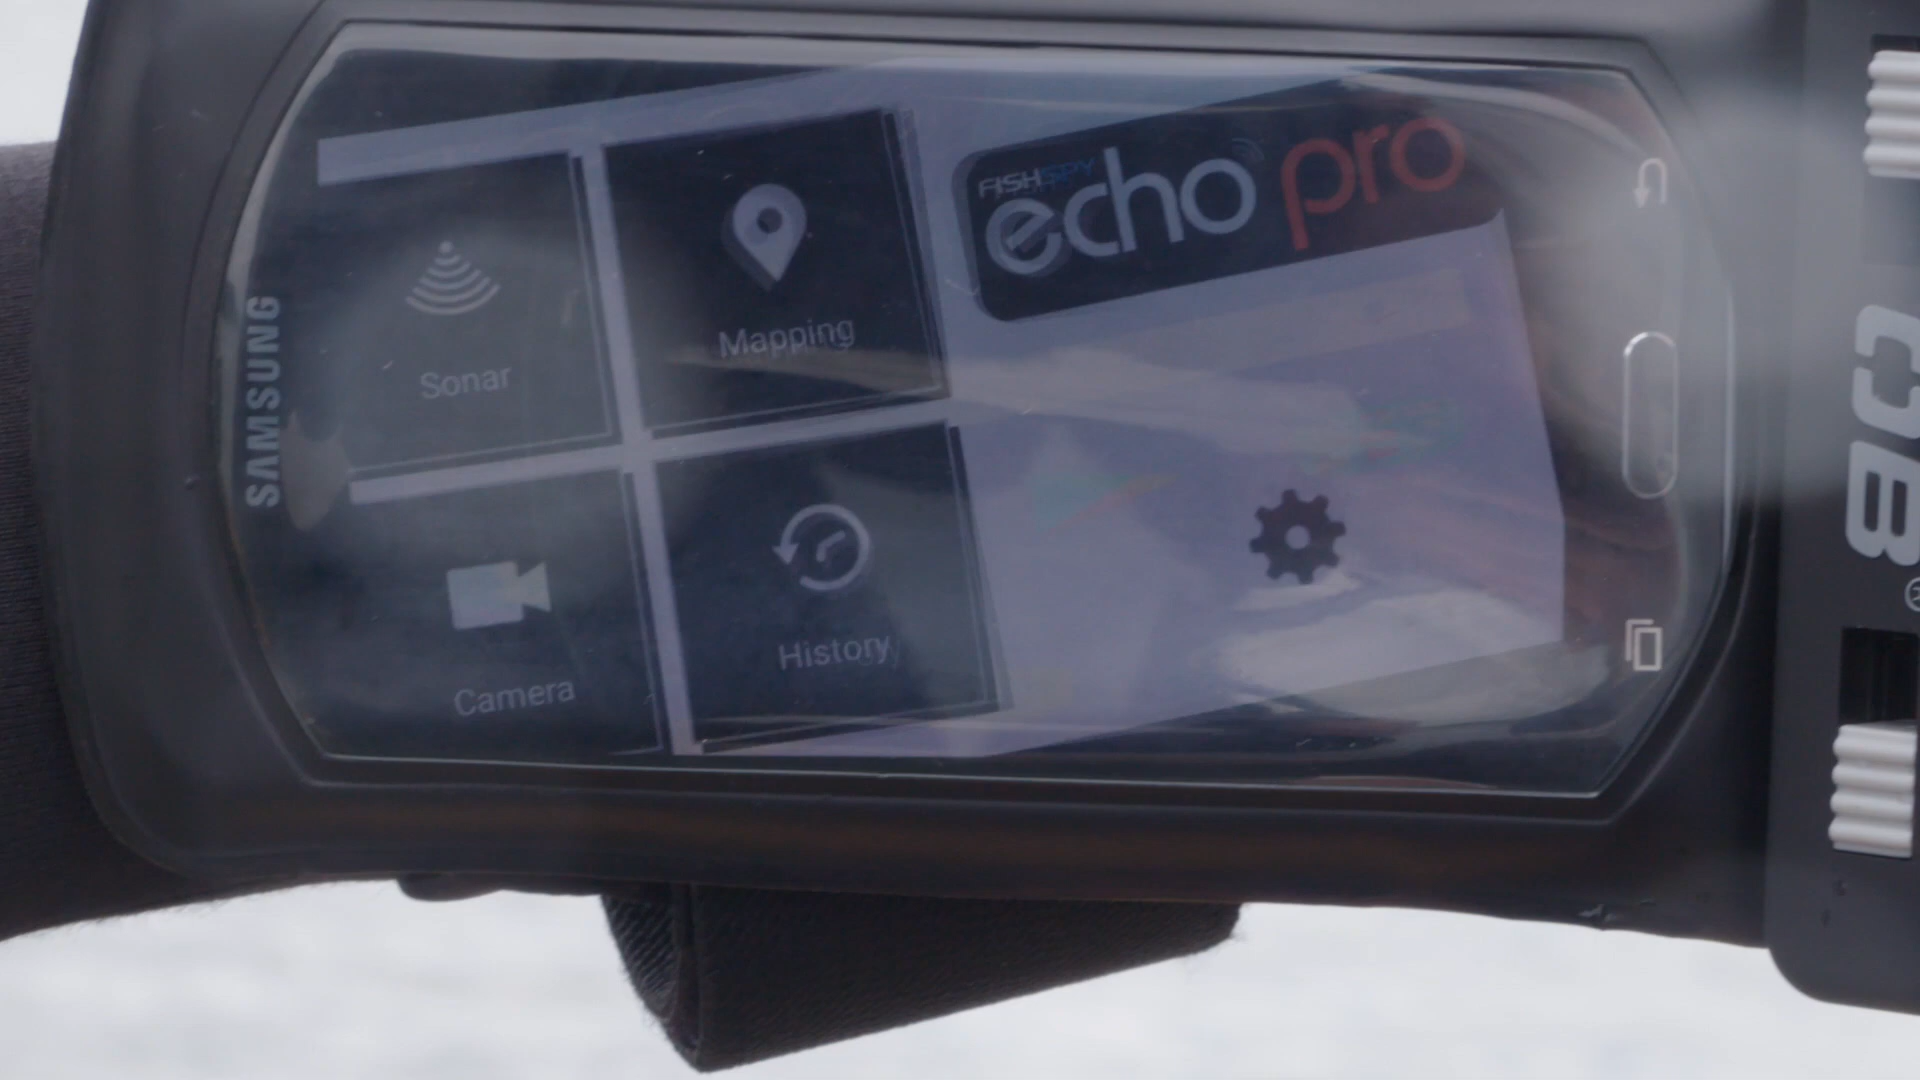 SAMSUNG
Sonar
Mapping
Camera
History
FISHSPY
echo pro